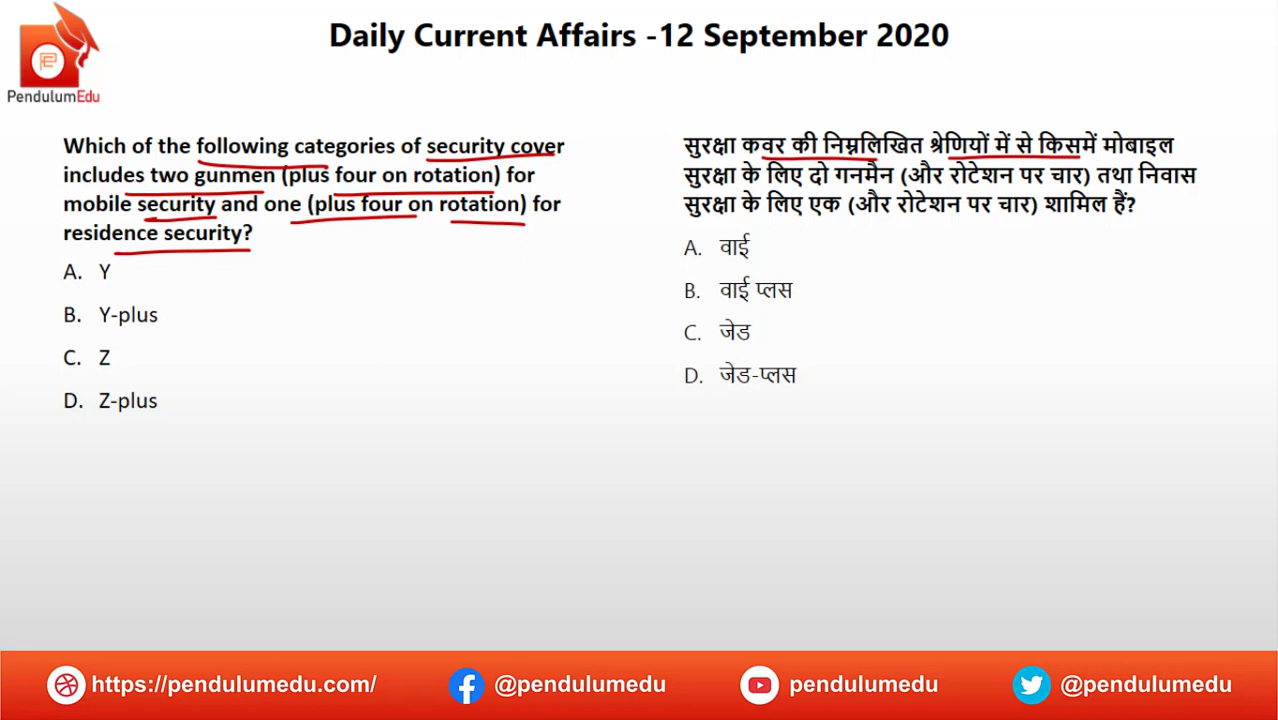 Daily Current Affairs -12 September 2020
PendulumEdu
Which of the following categories of security cover
includes two gunmen (plus four on rotation) for
mobile security and one (plus four on rotation) for
residence security?
A. Y
B. Y-plus
C. Z
D. Z-plus
सुरक्षा कवर की निम्नलिखित श्रेणियों में से किसमें मोबाइल
सुरक्षा के लिए दो गनमैन (और रोटेशन पर चार) तथा निवास
सुरक्षा के लिए एक (और रोटेशन पर चार) शामिल हैं?
A. वाई
B. वाई प्लस
C. जेड
D. जेड-प्लस
https://pendulumedu.com/ @pendulumedu pendulumedu @pendulumedu